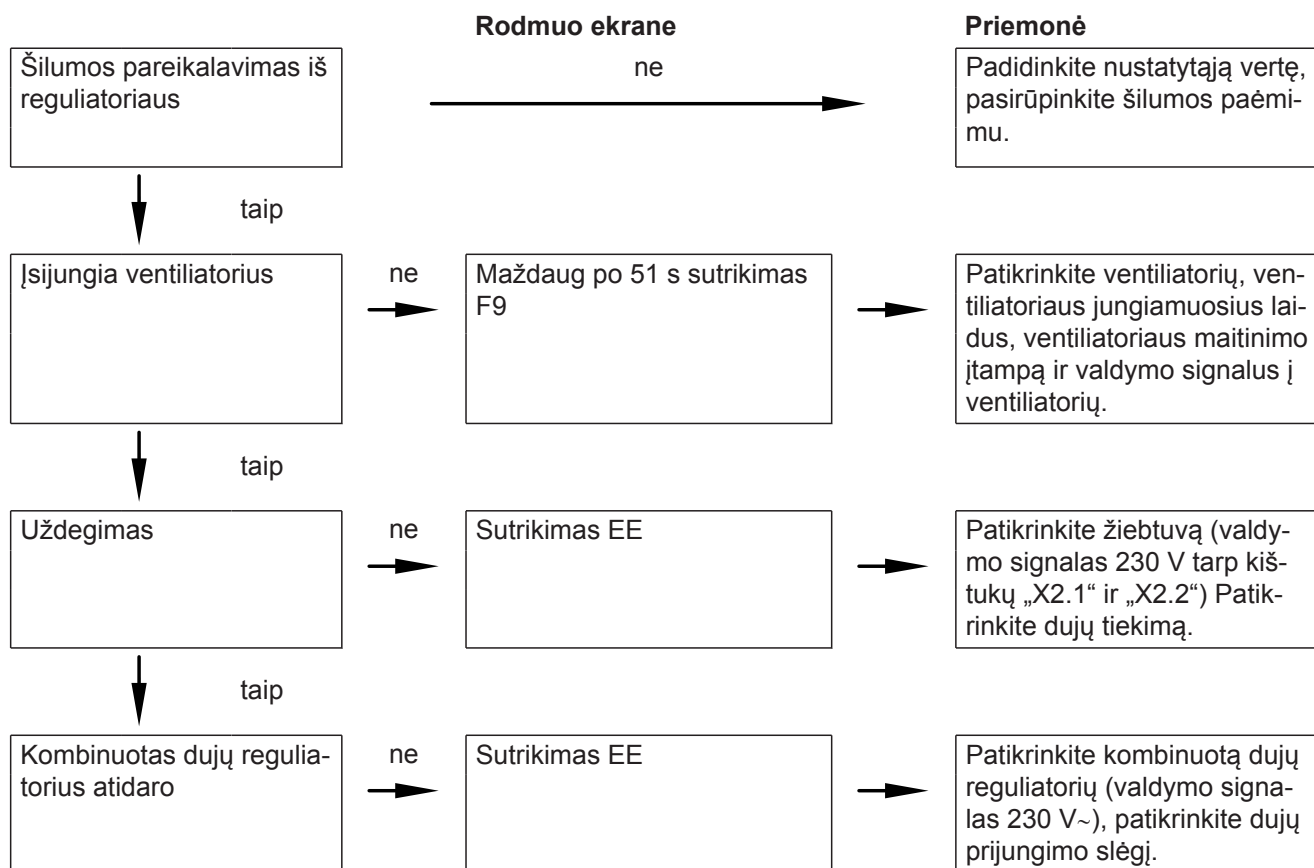 Rodmuo ekrane
Priemonė
Šilumos pareikalavimas iš
reguliatoriaus
ne
Padidinkite nustatytąją vertę,
pasirūpinkite šilumos paėmi-
mu.
taip
Įsijungia ventiliatorius
ne
Maždaug po 51 s sutrikimas
F9
Patikrinkite ventiliatorių, ven-
tiliatoriaus jungiamuosius lai-
dus, ventiliatoriaus maitinimo
įtampą ir valdymo signalus į
ventiliatorių.
taip
Uždegimas
ne
Sutrikimas EE
Patikrinkite žiebtuvą (valdy-
mo signalas 230 V tarp kiš-
tukų „X2.1“ ir „X2.2“) Patik-
rinkite dujų tiekimą.
taip
Kombinuotas dujų reguliа-
torius atidaro
ne
Sutrikimas EE
Patikrinkite kombinuotą dujų
reguliatorių (valdymo signa-
las 230 V~), patikrinkite dujų
prijungimo slėgį.